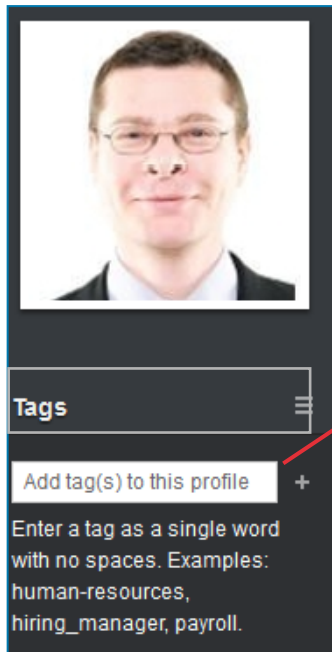 Tags
Add tag(s) to this profile
Enter a tag as a single word
with no spaces. Examples:
human-resources,
hiring_manager, payroll.